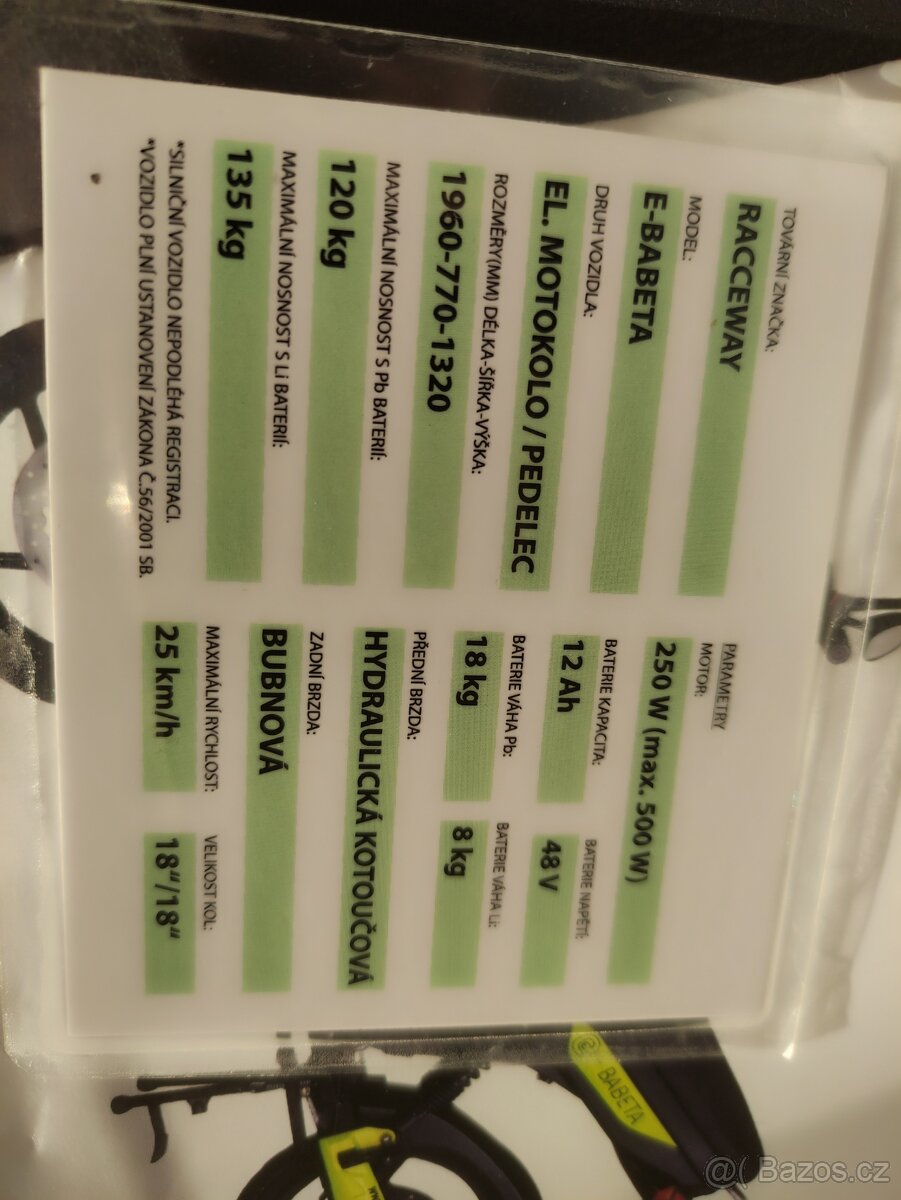 TOVÁRNÍ ZNAČKA:
RACCEWAY
MODEL:
E-BABETA
DRUH VOZIDLA:
EL. MOTOKOLO / PEDELEC
ROZMĚRY(MM) DÉLKA-ŠÍŘKA-VÝŠKA:
1960-770-1320
MAXIMÁLNÍ NOSNOST S Pb BATERIÍ:
120 kg
MAXIMÁLNÍ NOSNOST S Li BATERIÍ:
135 kg
*SILNIČNÍ VOZIDLO NEPODLÉHÁ REGISTRACI.
*VOZIDLO PLNÍ USTANOVENÍ ZÁKONA Č.56/2001 SB.
PARAMETRY
MOTOR:
250 W (max. 500 W)
BATERIE KAPACITA:
BATERIE NAPĚTÍ:
12 Ah
48V
BATERIE VÁHA Pb:
BATERIE VÁHA Li:
18 kg
8 kg
PŘEDNÍ BRZDA:
HYDRAULICKÁ KOTOUČOVÁ
ZADNÍ BRZDA:
BUBNOVÁ
MAXIMÁLNÍ RYCHLOST:
VELIKOST KOL:
25 km/h
18“/18“
BABETA
Bazos.cz